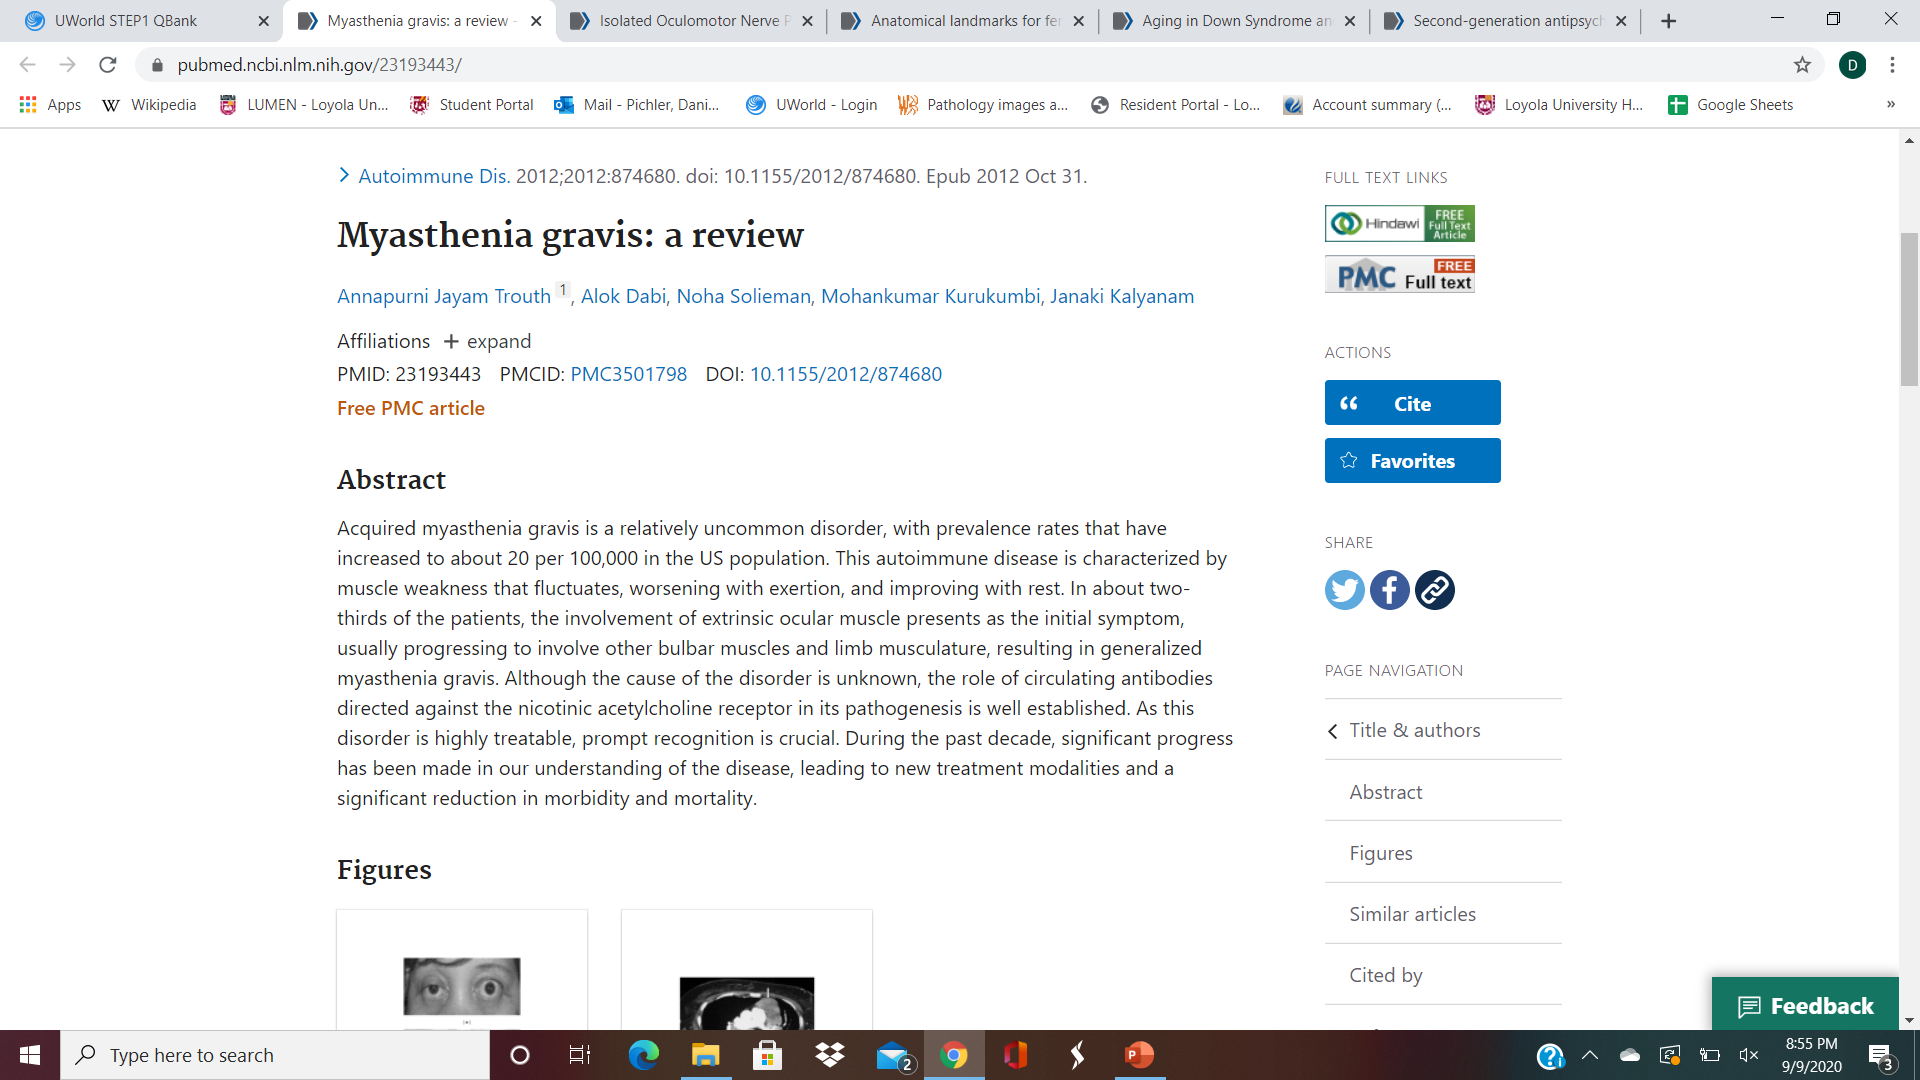 UWorld STEP1 QBank
Myasthenia gravis: a review -
Isolated Oculomotor Nerve P
Anatomical landmarks for fe
Aging in Down Syndrome an
Second-generation antipsych
pubmed.ncbi.nlm.nih.gov/23193443/
D
Apps
Wikipedia
LUMEN - Loyola Un...
Student Portal
Mail - Pichler, Dani...
UWorld - Login
Pathology images a...
Resident Portal - Lo...
Account summary (...
Loyola University H...
Google Sheets
»
Autoimmune Dis. 2012;2012:874680. doi: 10.1155/2012/874680. Epub 2012 Oct 31.
Myasthenia gravis: a review
Annapurni Jayam Trouth 1, Alok Dabi, Noha Solieman, Mohankumar Kurukumbi, Janaki Kalyanam
Affiliations + expand
PMID: 23193443 PMCID: PMC3501798 DOI: 10.1155/2012/874680
Free PMC article
Abstract
Acquired myasthenia gravis is a relatively uncommon disorder, with prevalence rates that have
increased to about 20 per 100,000 in the US population. This autoimmune disease is characterized by
muscle weakness that fluctuates, worsening with exertion, and improving with rest. In about two-
thirds of the patients, the involvement of extrinsic ocular muscle presents as the initial symptom,
usually progressing to involve other bulbar muscles and limb musculature, resulting in generalized
myasthenia gravis. Although the cause of the disorder is unknown, the role of circulating antibodies
directed against the nicotinic acetylcholine receptor in its pathogenesis is well established. As this
disorder is highly treatable, prompt recognition is crucial. During the past decade, significant progress
has been made in our understanding of the disease, leading to new treatment modalities and a
significant reduction in morbidity and mortality.
Figures
FULL TEXT LINKS
Hindawi FREE
Full Text
Article
PMC FREE
Full text
ACTIONS
Cite
Favorites
SHARE
PAGE NAVIGATION
Title & authors
Abstract
Figures
Similar articles
Cited by
Feedback
Type here to search
2
P
8:55 PM
9/9/2020
3